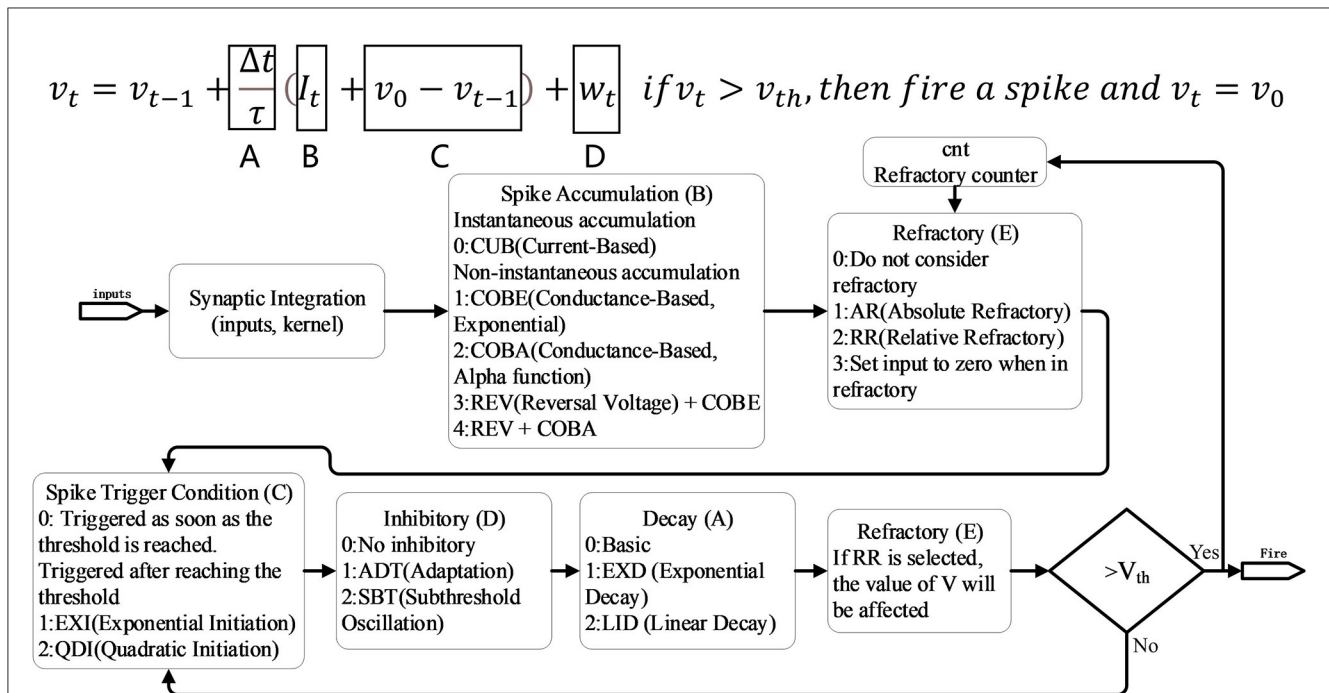 v_t = v_{t-1} + Δt/τ (I_t + v_0 − v_{t-1}) + w_t if v_t > v_{th}, then fire a spike and v_t = v_0
A B C D
cnt
Refractory counter
inputs
Synaptic Integration
(inputs, kernel)
Spike Accumulation (B)
Instantaneous accumulation
0:CUB(Current-Based)
Non-instantaneous accumulation
1:COBE(Conductance-Based,
Exponential)
2:COBA(Conductance-Based,
Alpha function)
3:REV(Reversal Voltage) + COBE
4:REV + COBA
Refractory (E)
0:Do not consider
refractory
1:AR(Absolute Refractory)
2:RR(Relative Refractory)
3:Set input to zero when in
refractory
Spike Trigger Condition (C)
0: Triggered as soon as the
threshold is reached.
Triggered after reaching the
threshold
1:EXI(Exponential Initiation)
2:QDI(Quadratic Initiation)
Inhibitory (D)
0:No inhibitory
1:ADT(Adaptation)
2:SBT(Subthreshold
Oscillation)
Decay (A)
0:Basic
1:EXD (Exponential
Decay)
2:LID (Linear Decay)
Refractory (E)
If RR is selected,
the value of V will
be affected
>V_{th}
Yes
Fire
No